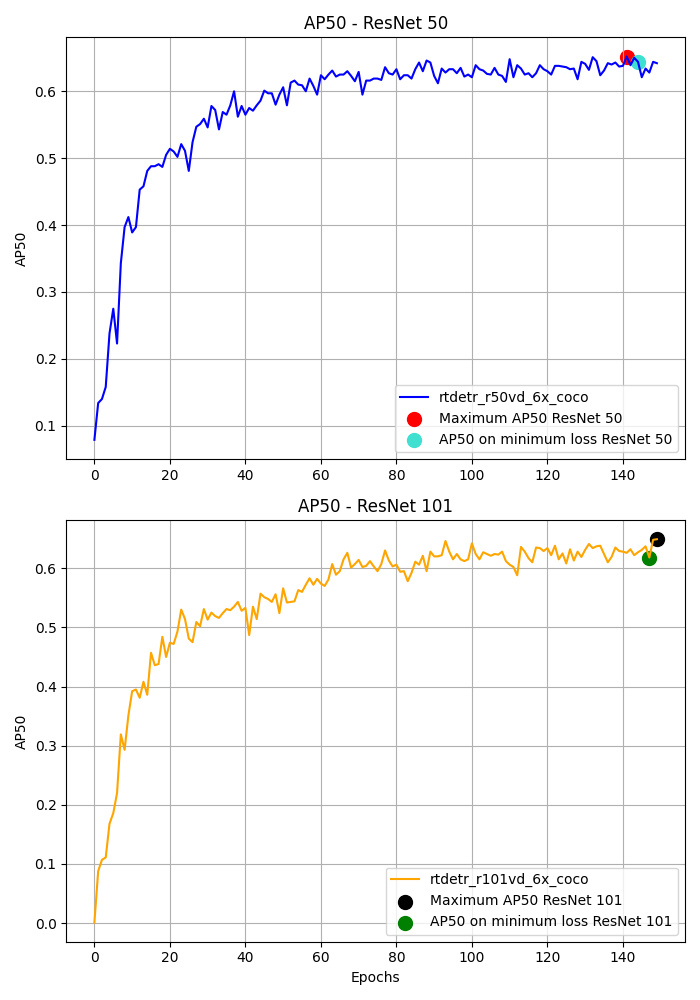 AP50 - ResNet 50
AP50
0.6
0.5
0.4
0.3
0.2
0.1
rtdetr_r50vd_6x_coco
Maximum AP50 ResNet 50
AP50 on minimum loss ResNet 50
0 20 40 60 80 100 120 140
AP50 - ResNet 101
AP50
0.6
0.5
0.4
0.3
0.2
0.1
0.0
rtdetr_r101vd_6x_coco
Maximum AP50 ResNet 101
AP50 on minimum loss ResNet 101
0 20 40 60 80 100 120 140
Epochs